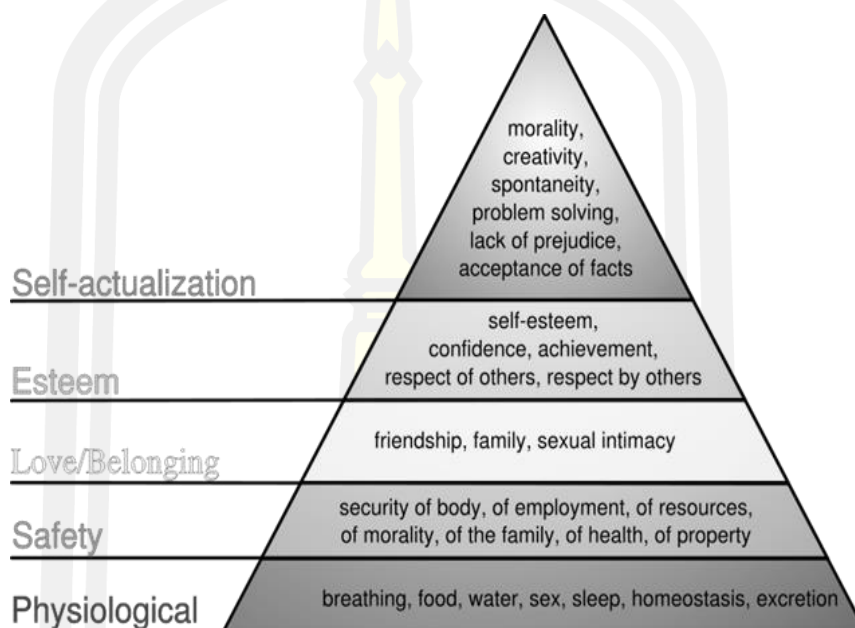 morality,
creativity,
spontaneity,
problem solving,
lack of prejudice,
acceptance of facts
Self-actualization
self-esteem,
confidence, achievement,
respect of others, respect by others
Esteem
friendship, family, sexual intimacy
Love/Belonging
security of body, of employment, of resources,
of morality, of the family, of health, of property
Safety
breathing, food, water, sex, sleep, homeostasis, excretion
Physiological